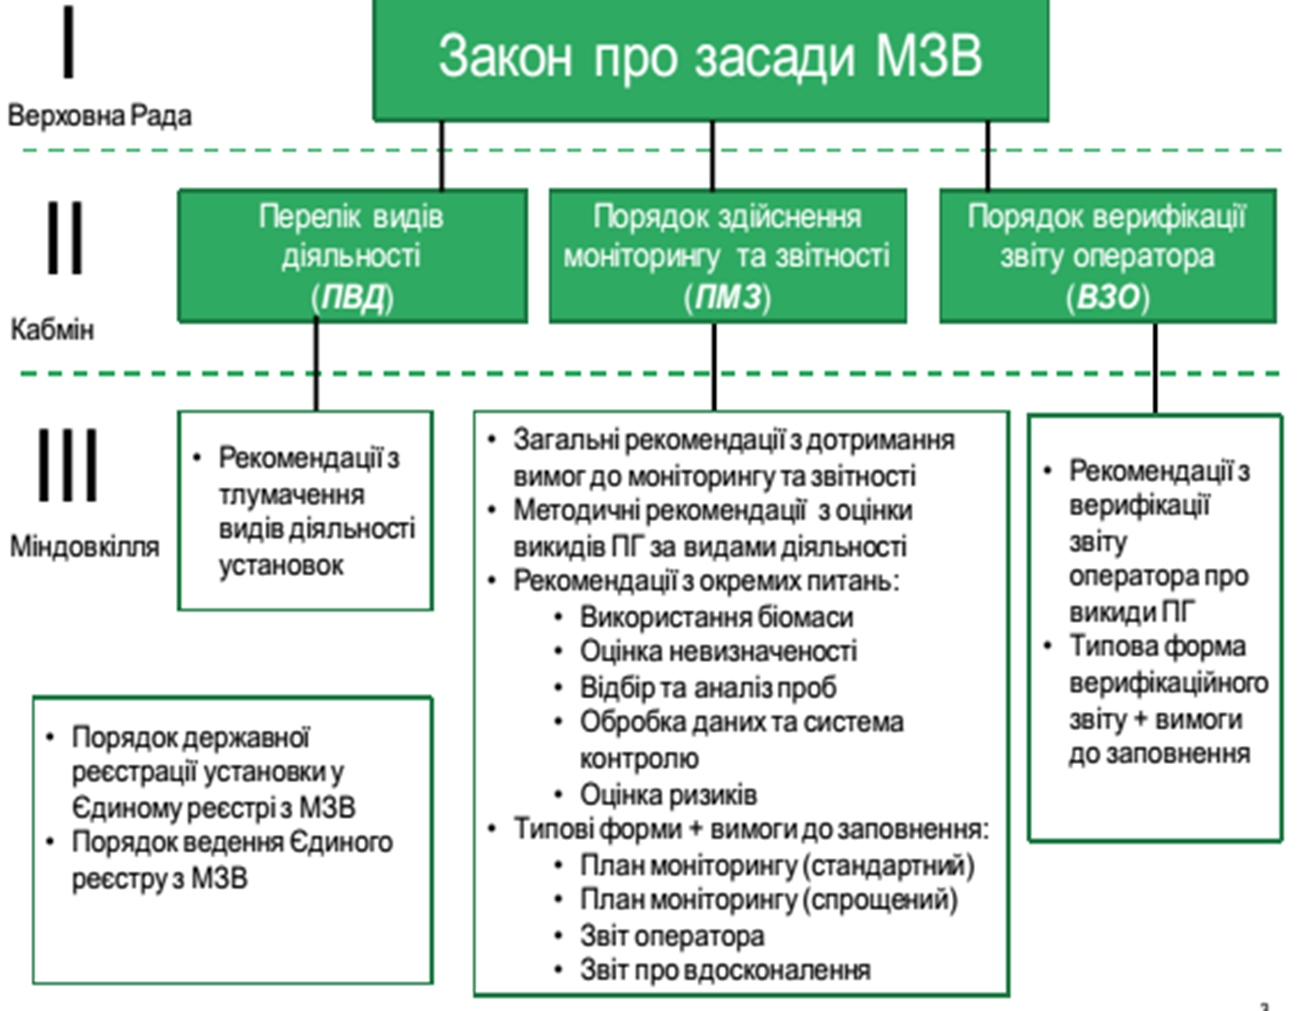 I
Закон про засади МЗВ
Верховна Рада
II
Перелік видів
діяльності
(ПВД)
Порядок здійснення
моніторингу та звітності
(ПМЗ)
Порядок верифікації
звіту оператора
(ВЗО)
Кабмін
III
Міндовкілля
• Рекомендації з
тлумачення
видів діяльності
установок
• Порядок державної
реєстрації установки у
Єдиному реєстрі з МЗВ
• Порядок ведення Єдиного
реєстру з МЗВ
• Загальні рекомендації з дотримання
вимог до моніторингу та звітності
• Методичні рекомендації з оцінки
викидів ПГ за видами діяльності
• Рекомендації з окремих питань:
• Використання біомаси
• Оцінка невизначеності
• Відбір та аналіз проб
• Обробка даних та система
контролю
• Оцінка ризиків
• Типові форми + вимоги до заповнення:
• План моніторингу (стандартний)
• План моніторингу (спрощений)
• Звіт оператора
• Звіт про вдосконалення
• Рекомендації з
верифікації
звіту
оператора про
викиди ПГ
• Типова форма
верифікаційного
звіту + вимоги
до заповнення